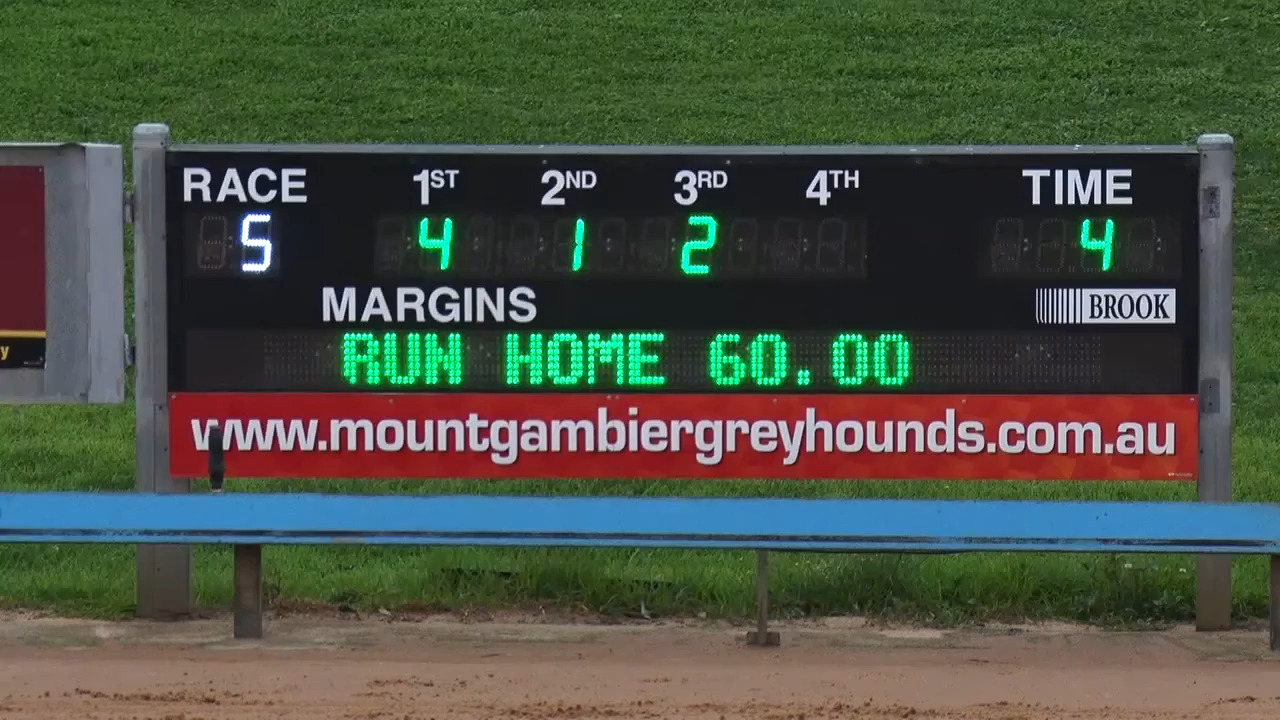 RACE 1ST 2ND 3RD 4TH TIME
5 4 1 2 4
MARGINS BROOK
RUN HOME 60.00
www.mountgambiergreyhounds.com.au
y